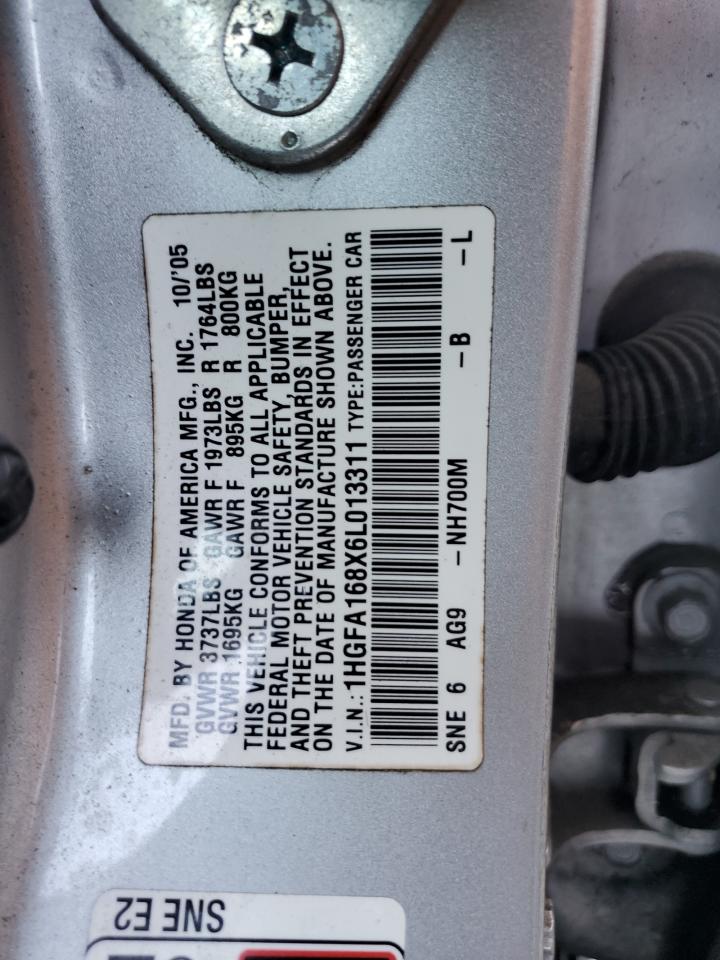 MFD. BY HONDA OF AMERICA MFG., INC. 10/'05
GVWR 3737LBS GAWR F 1973LBS R 1764LBS
GVWR 1695KG GAWR F 895KG R 800KG
THIS VEHICLE CONFORMS TO ALL APPLICABLE
FEDERAL MOTOR VEHICLE SAFETY, BUMPER,
AND THEFT PREVENTION STANDARDS IN EFFECT
ON THE DATE OF MANUFACTURE SHOWN ABOVE.
V.I.N.: 1HGFA168X6L013311 TYPE:PASSENGER CAR
SNE 6 AG9 -NH700M -B -L
SNE E2